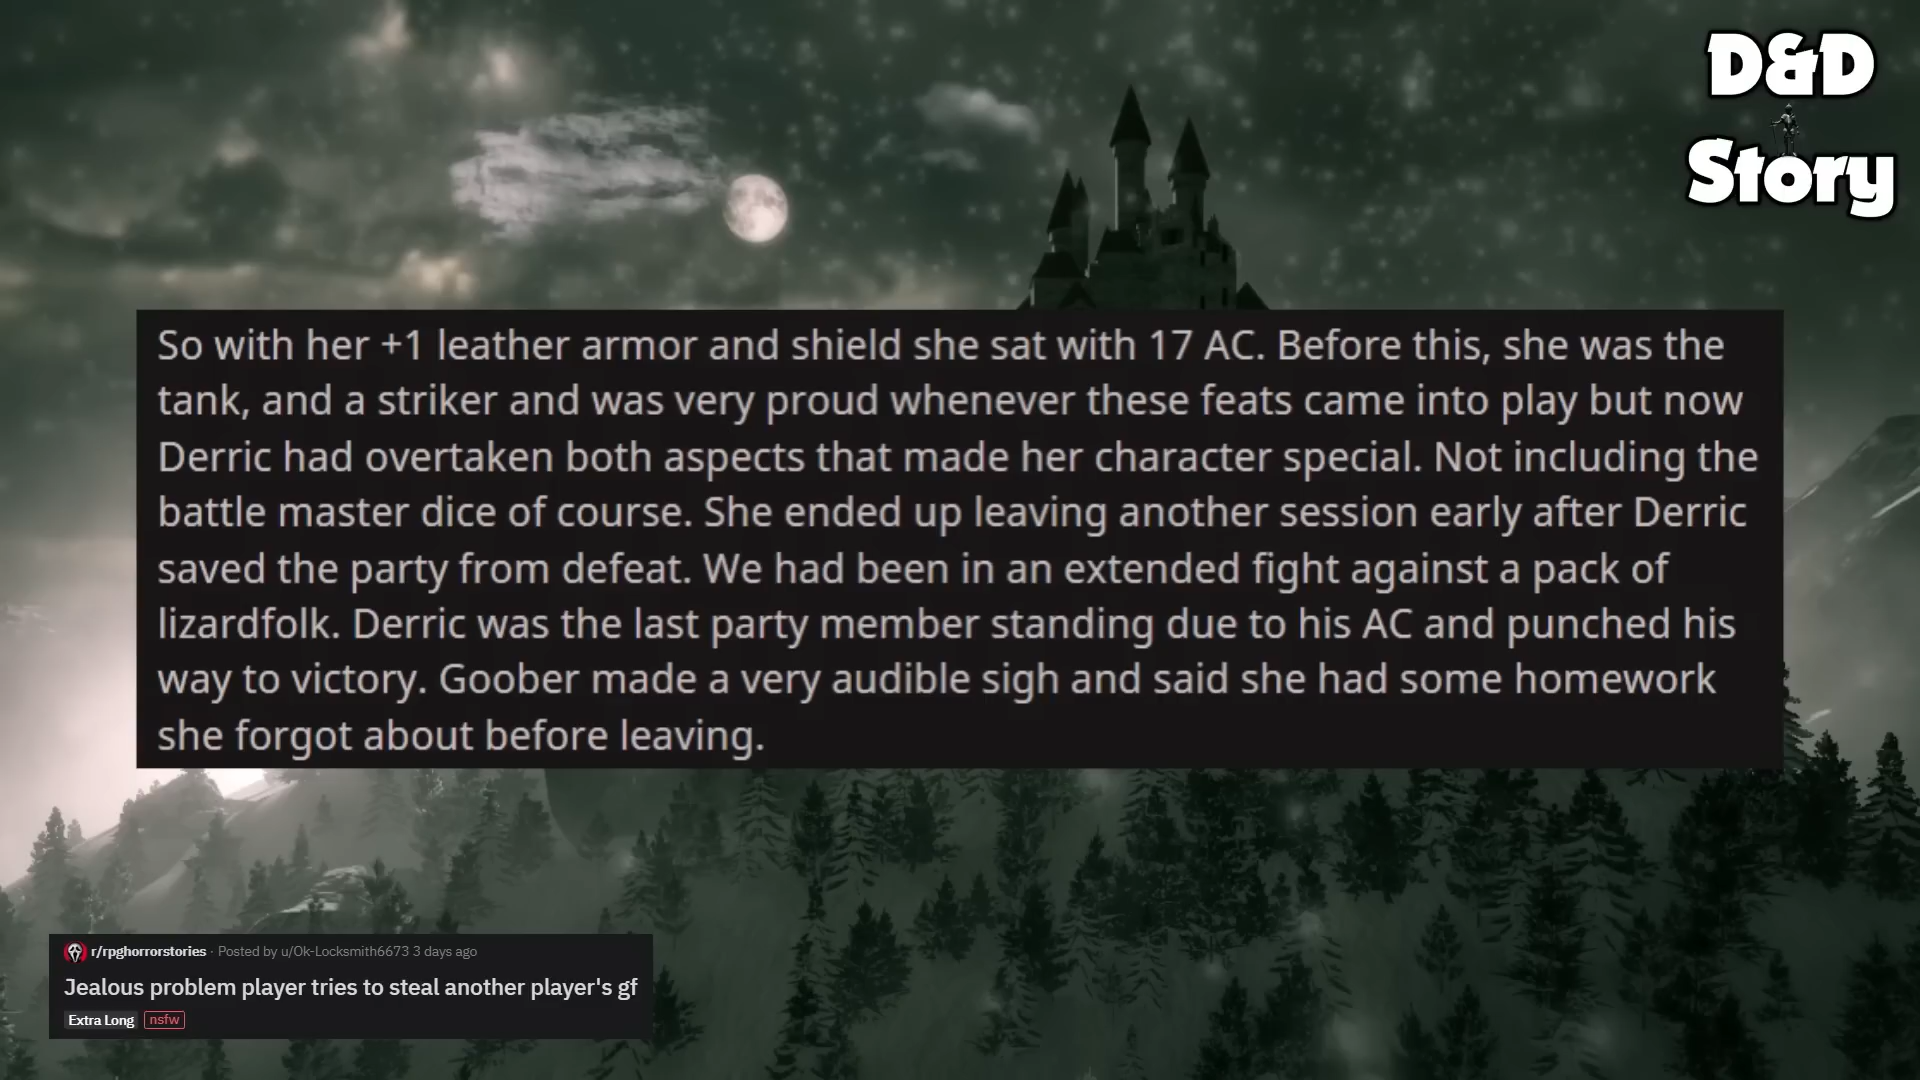 D&D
Story
So with her +1 leather armor and shield she sat with 17 AC. Before this, she was the
tank, and a striker and was very proud whenever these feats came into play but now
Derric had overtaken both aspects that made her character special. Not including the
battle master dice of course. She ended up leaving another session early after Derric
saved the party from defeat. We had been in an extended fight against a pack of
lizardfolk. Derric was the last party member standing due to his AC and punched his
way to victory. Goober made a very audible sigh and said she had some homework
she forgot about before leaving.
r/rpghorrorstories · Posted by u/Ok-Locksmith6673 3 days ago
Jealous problem player tries to steal another player's gf
Extra Long nsfw